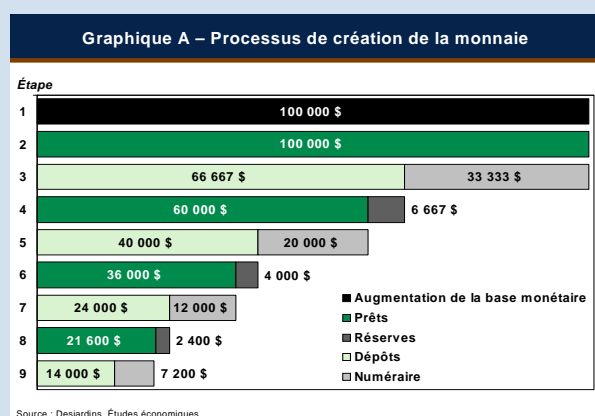 Graphique A – Processus de création de la monnaie
Étape
1 100 000 $
2 100 000 $
3 66 667 $ 33 333 $
4 60 000 $ 6 667 $
5 40 000 $ 20 000 $
6 36 000 $ 4 000 $
7 24 000 $ 12 000 $
8 21 600 $ 2 400 $
9 14 000 $ 7 200 $
Augmentation de la base monétaire
Prêts
Réserves
Dépôts
Numéraire
Source : Desjardins, Études économiques